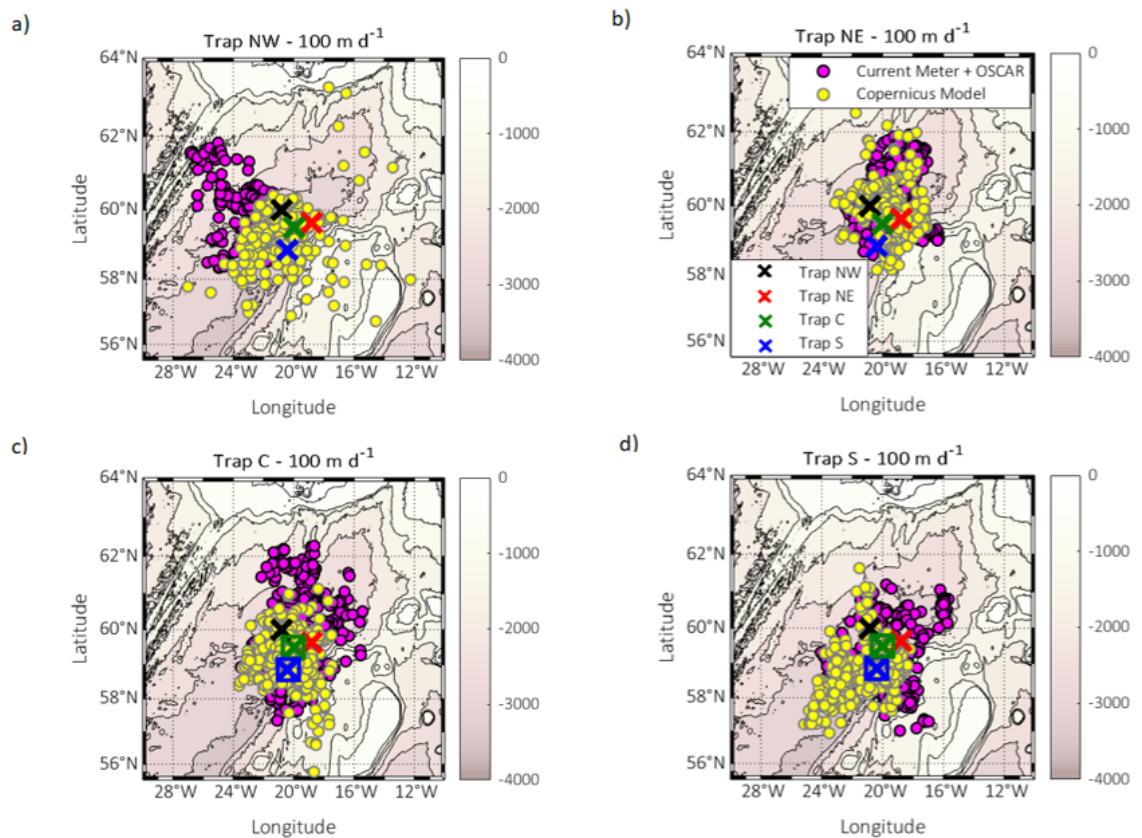 a)
Trap NW - 100 m d⁻¹
64°N
62°N
60°N
58°N
56°N
Latitude
28°W 24°W 20°W 16°W 12°W
Longitude
0
-1000
-2000
-3000
-4000
b)
Trap NE - 100 m d⁻¹
Current Meter + OSCAR
Copernicus Model
64°N
62°N
60°N
58°N
56°N
Latitude
Trap NW
Trap NE
Trap C
Trap S
28°W 24°W 20°W 16°W 12°W
Longitude
0
-1000
-2000
-3000
-4000
c)
Trap C - 100 m d⁻¹
64°N
62°N
60°N
58°N
56°N
Latitude
28°W 24°W 20°W 16°W 12°W
Longitude
0
-1000
-2000
-3000
-4000
d)
Trap S - 100 m d⁻¹
64°N
62°N
60°N
58°N
56°N
Latitude
28°W 24°W 20°W 16°W 12°W
Longitude
0
-1000
-2000
-3000
-4000